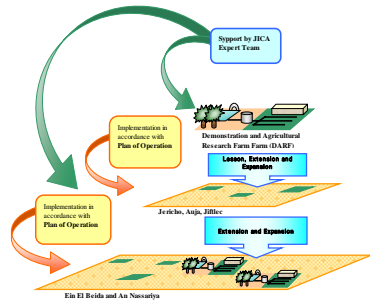 Support by JICA
Expert Team
Implementation in
accordance with
Plan of Operation
Demonstration and Agricultural
Research Farm Farm (DARF)
Lesson, Extension and
Expansion
Implementation in
accordance with
Plan of Operation
Jericho, Auja, Jiftlec
Extension and Expansion
Ein El Beida and An Nassariya